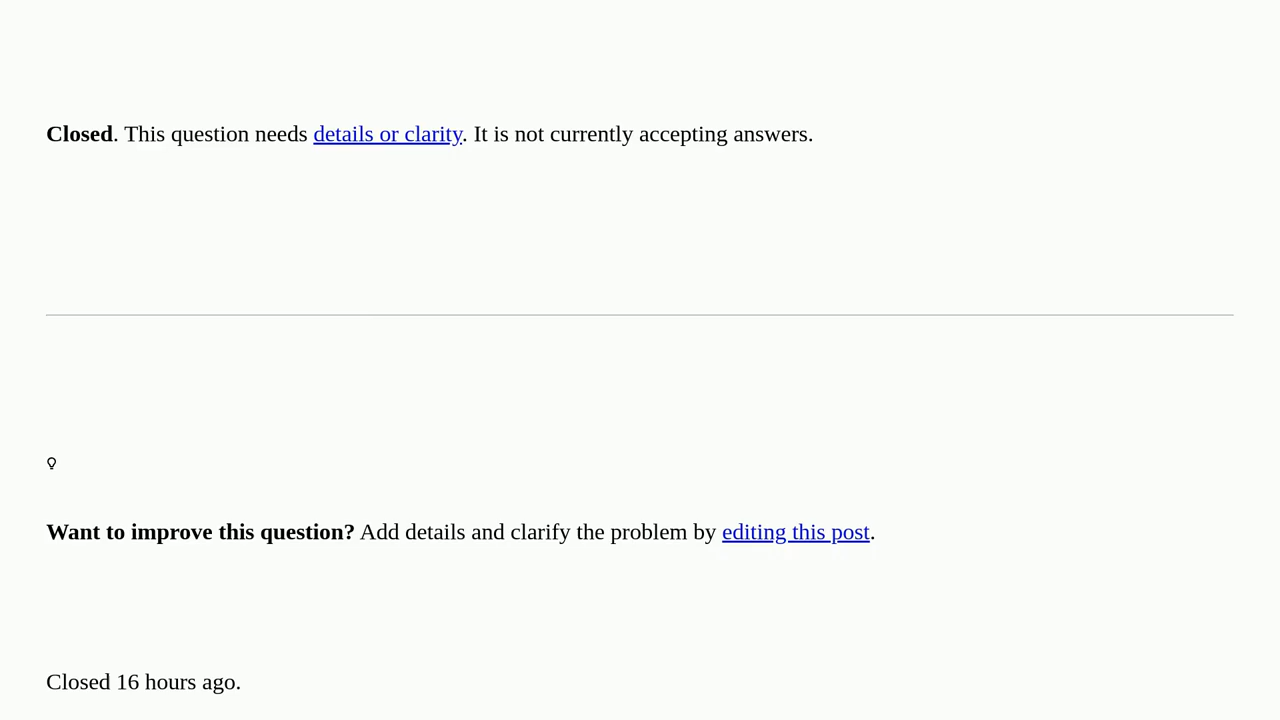 Closed. This question needs details or clarity. It is not currently accepting answers.
Want to improve this question? Add details and clarify the problem by editing this post.
Closed 16 hours ago.